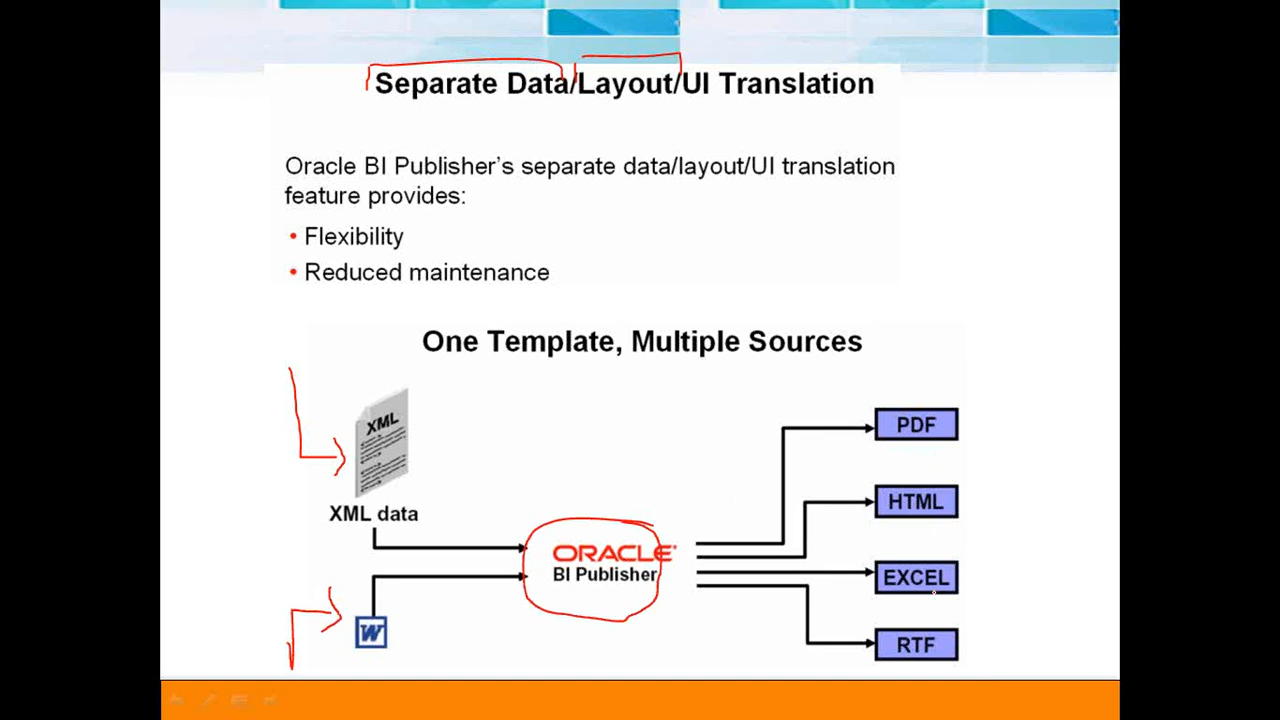 Separate Data/Layout/UI Translation
Oracle BI Publisher's separate data/layout/UI translation
feature provides:
• Flexibility
• Reduced maintenance
One Template, Multiple Sources
XML
XML data
W
ORACLE
BI Publisher
PDF
HTML
EXCEL
RTF